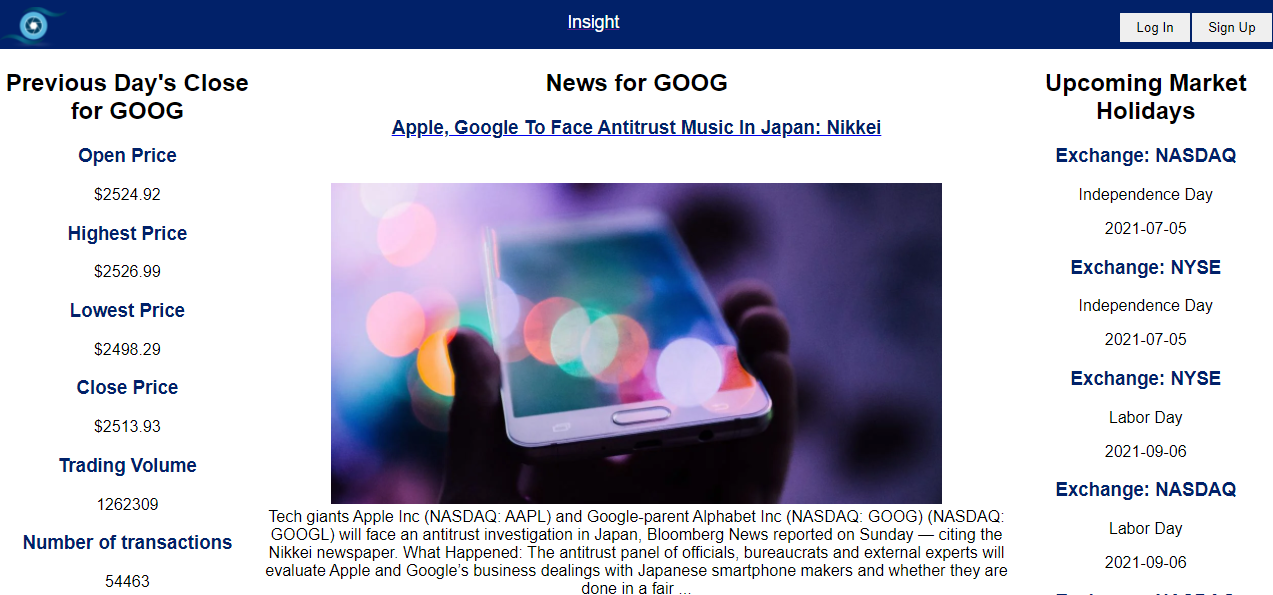 Insight
Log In
Sign Up
Previous Day's Close
for GOOG
Open Price
$2524.92
Highest Price
$2526.99
Lowest Price
$2498.29
Close Price
$2513.93
Trading Volume
1262309
Number of transactions
54463
News for GOOG
Apple, Google To Face Antitrust Music In Japan: Nikkei
Tech giants Apple Inc (NASDAQ: AAPL) and Google-parent Alphabet Inc (NASDAQ: GOOG) (NASDAQ:
GOOGL) will face an antitrust investigation in Japan, Bloomberg News reported on Sunday — citing the
Nikkei newspaper. What Happened: The antitrust panel of officials, bureaucrats and external experts will
evaluate Apple and Google’s business dealings with Japanese smartphone makers and whether they are
done in a fair ...
Upcoming Market
Holidays
Exchange: NASDAQ
Independence Day
2021-07-05
Exchange: NYSE
Independence Day
2021-07-05
Exchange: NYSE
Labor Day
2021-09-06
Exchange: NASDAQ
Labor Day
2021-09-06